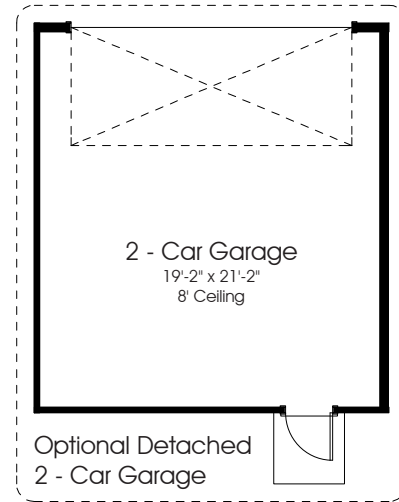 2 - Car Garage
19'-2" x 21'-2"
8' Ceiling
Optional Detached
2 - Car Garage